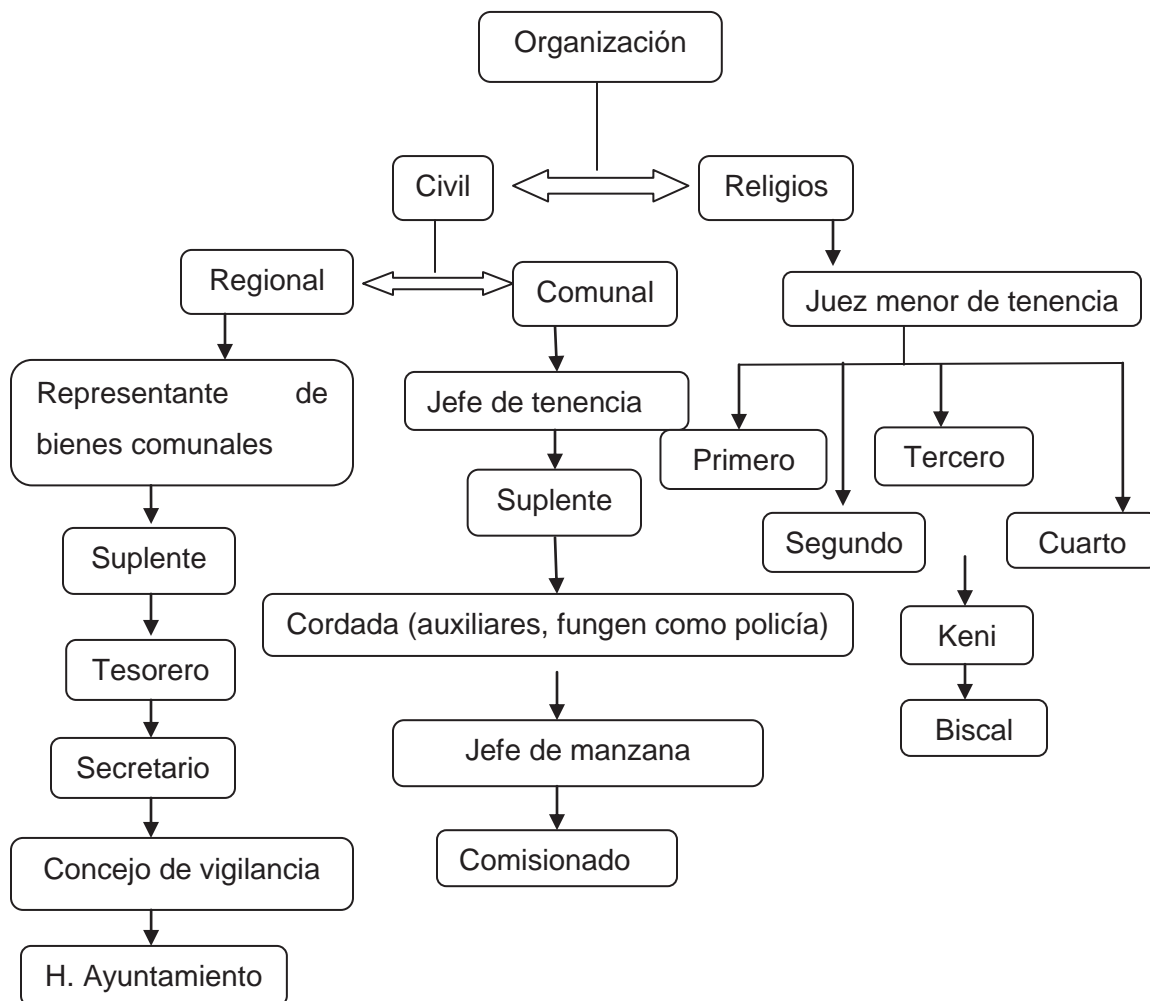 Organización
Civil
Religios
Regional
Comunal
Juez menor de tenencia
Representante de
bienes comunales
Jefe de tenencia
Primero
Tercero
Suplente
Segundo
Cuarto
Suplente
Cordada (auxiliares, fungen como policía)
Keni
Tesorero
Biscal
Jefe de manzana
Secretario
Concejo de vigilancia
Comisionado
H. Ayuntamiento